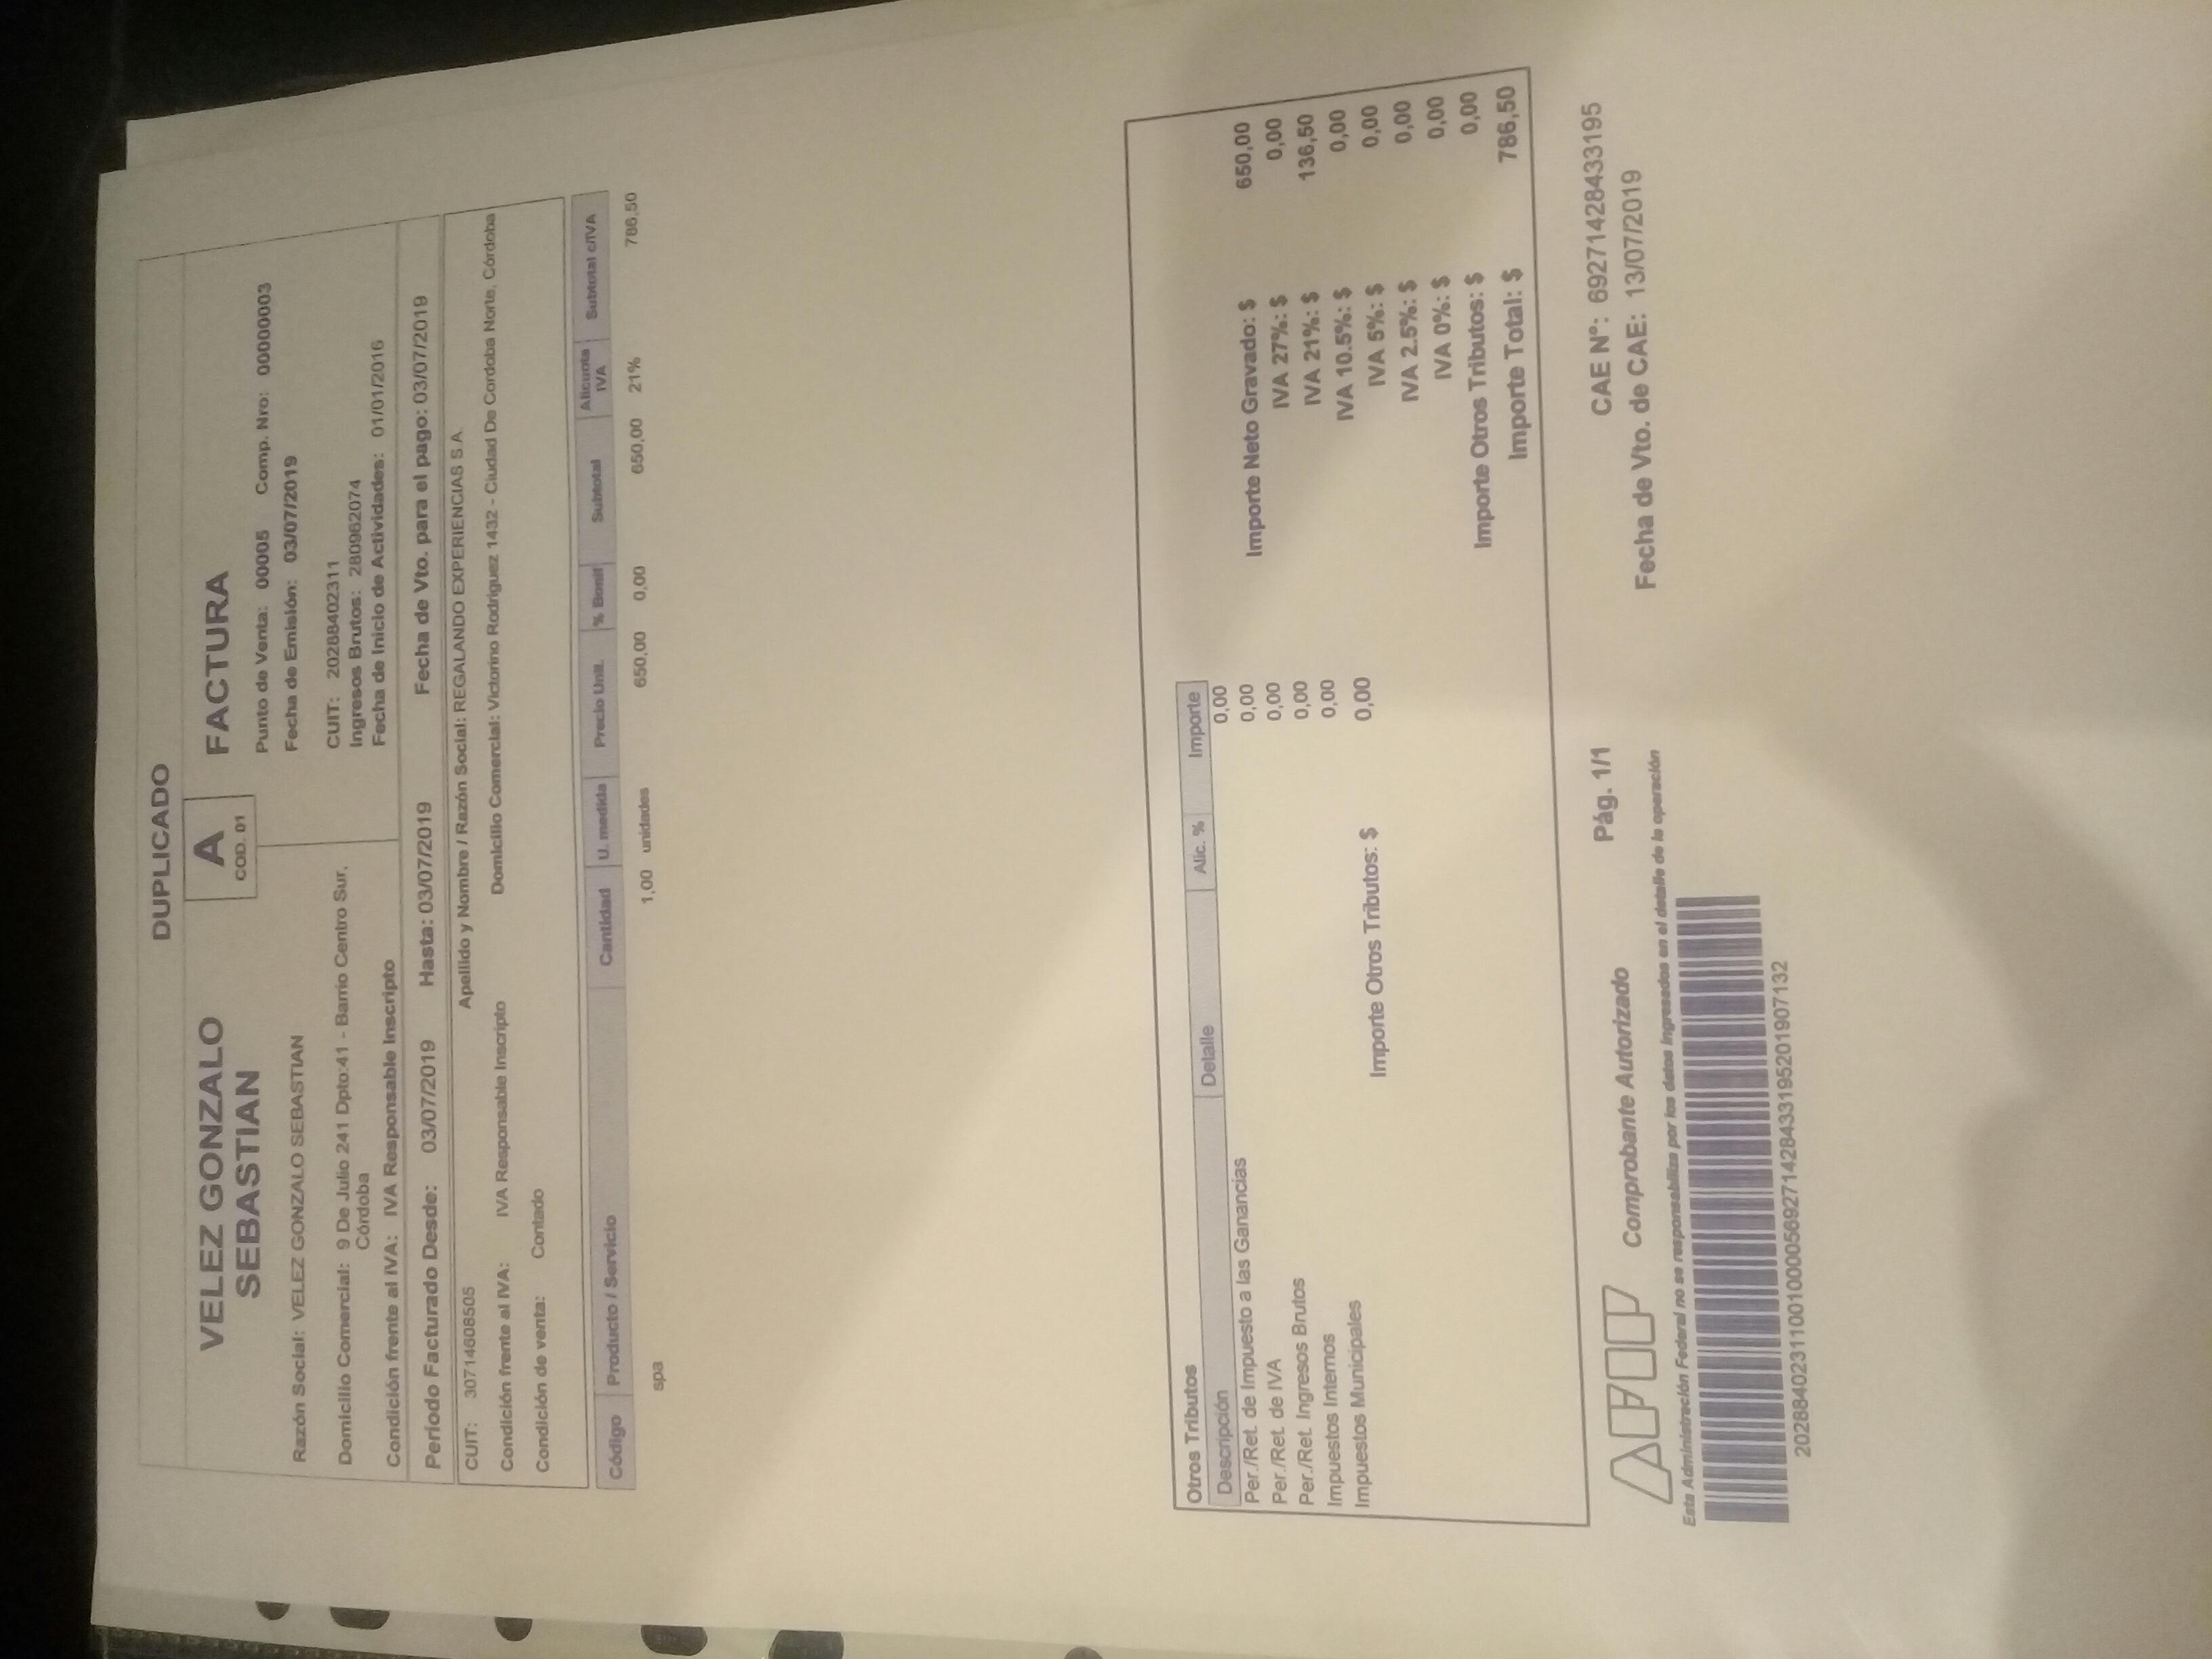 DUPLICADO
VELEZ GONZALO
SEBASTIAN
A
COD. 01
FACTURA
Punto de Venta: 00005 Comp. Nro: 00000003
Fecha de Emisión: 03/07/2019
Razón Social: VELEZ GONZALO SEBASTIAN
Domicilio Comercial: 9 De Julio 241 Dpto:41 - Barrio Centro Sur,
Córdoba
Condición frente al IVA: IVA Responsable Inscripto
CUIT: 20288402311
Ingresos Brutos: 280962074
Fecha de Inicio de Actividades: 01/01/2016
Período Facturado Desde: 03/07/2019 Hasta: 03/07/2019 Fecha de Vto. para el pago: 03/07/2019
CUIT: 30714608505 Apellido y Nombre / Razón Social: REGALANDO EXPERIENCIAS S.A.
Condición frente al IVA: IVA Responsable Inscripto Domicilio Comercial: Victorino Rodriguez 1432 - Ciudad De Cordoba Norte, Córdoba
Condición de venta: Contado
Código Producto / Servicio Cantidad U. medida Precio Unit. % Bonif Subtotal Alicuota IVA Subtotal c/IVA
spa 1,00 unidades 650,00 0,00 650,00 21% 786,50
Otros Tributos
Descripción Detalle Alic. % Importe
Per./Ret. de Impuesto a las Ganancias 0,00
Per./Ret. de IVA 0,00
Per./Ret. Ingresos Brutos 0,00
Impuestos Internos 0,00
Impuestos Municipales 0,00
Importe Otros Tributos: $ 0,00
Importe Neto Gravado: $ 650,00
IVA 27%: $ 0,00
IVA 21%: $ 136,50
IVA 10.5%: $ 0,00
IVA 5%: $ 0,00
IVA 2.5%: $ 0,00
IVA 0%: $ 0,00
Importe Otros Tributos: $ 0,00
Importe Total: $ 786,50
AFIP Comprobante Autorizado Pág. 1/1
CAE N°: 69271428433195
Fecha de Vto. de CAE: 13/07/2019
Esta Administración Federal no se responsabiliza por los datos ingresados en el detalle de la operación
202884023110010000569271428433195201907132